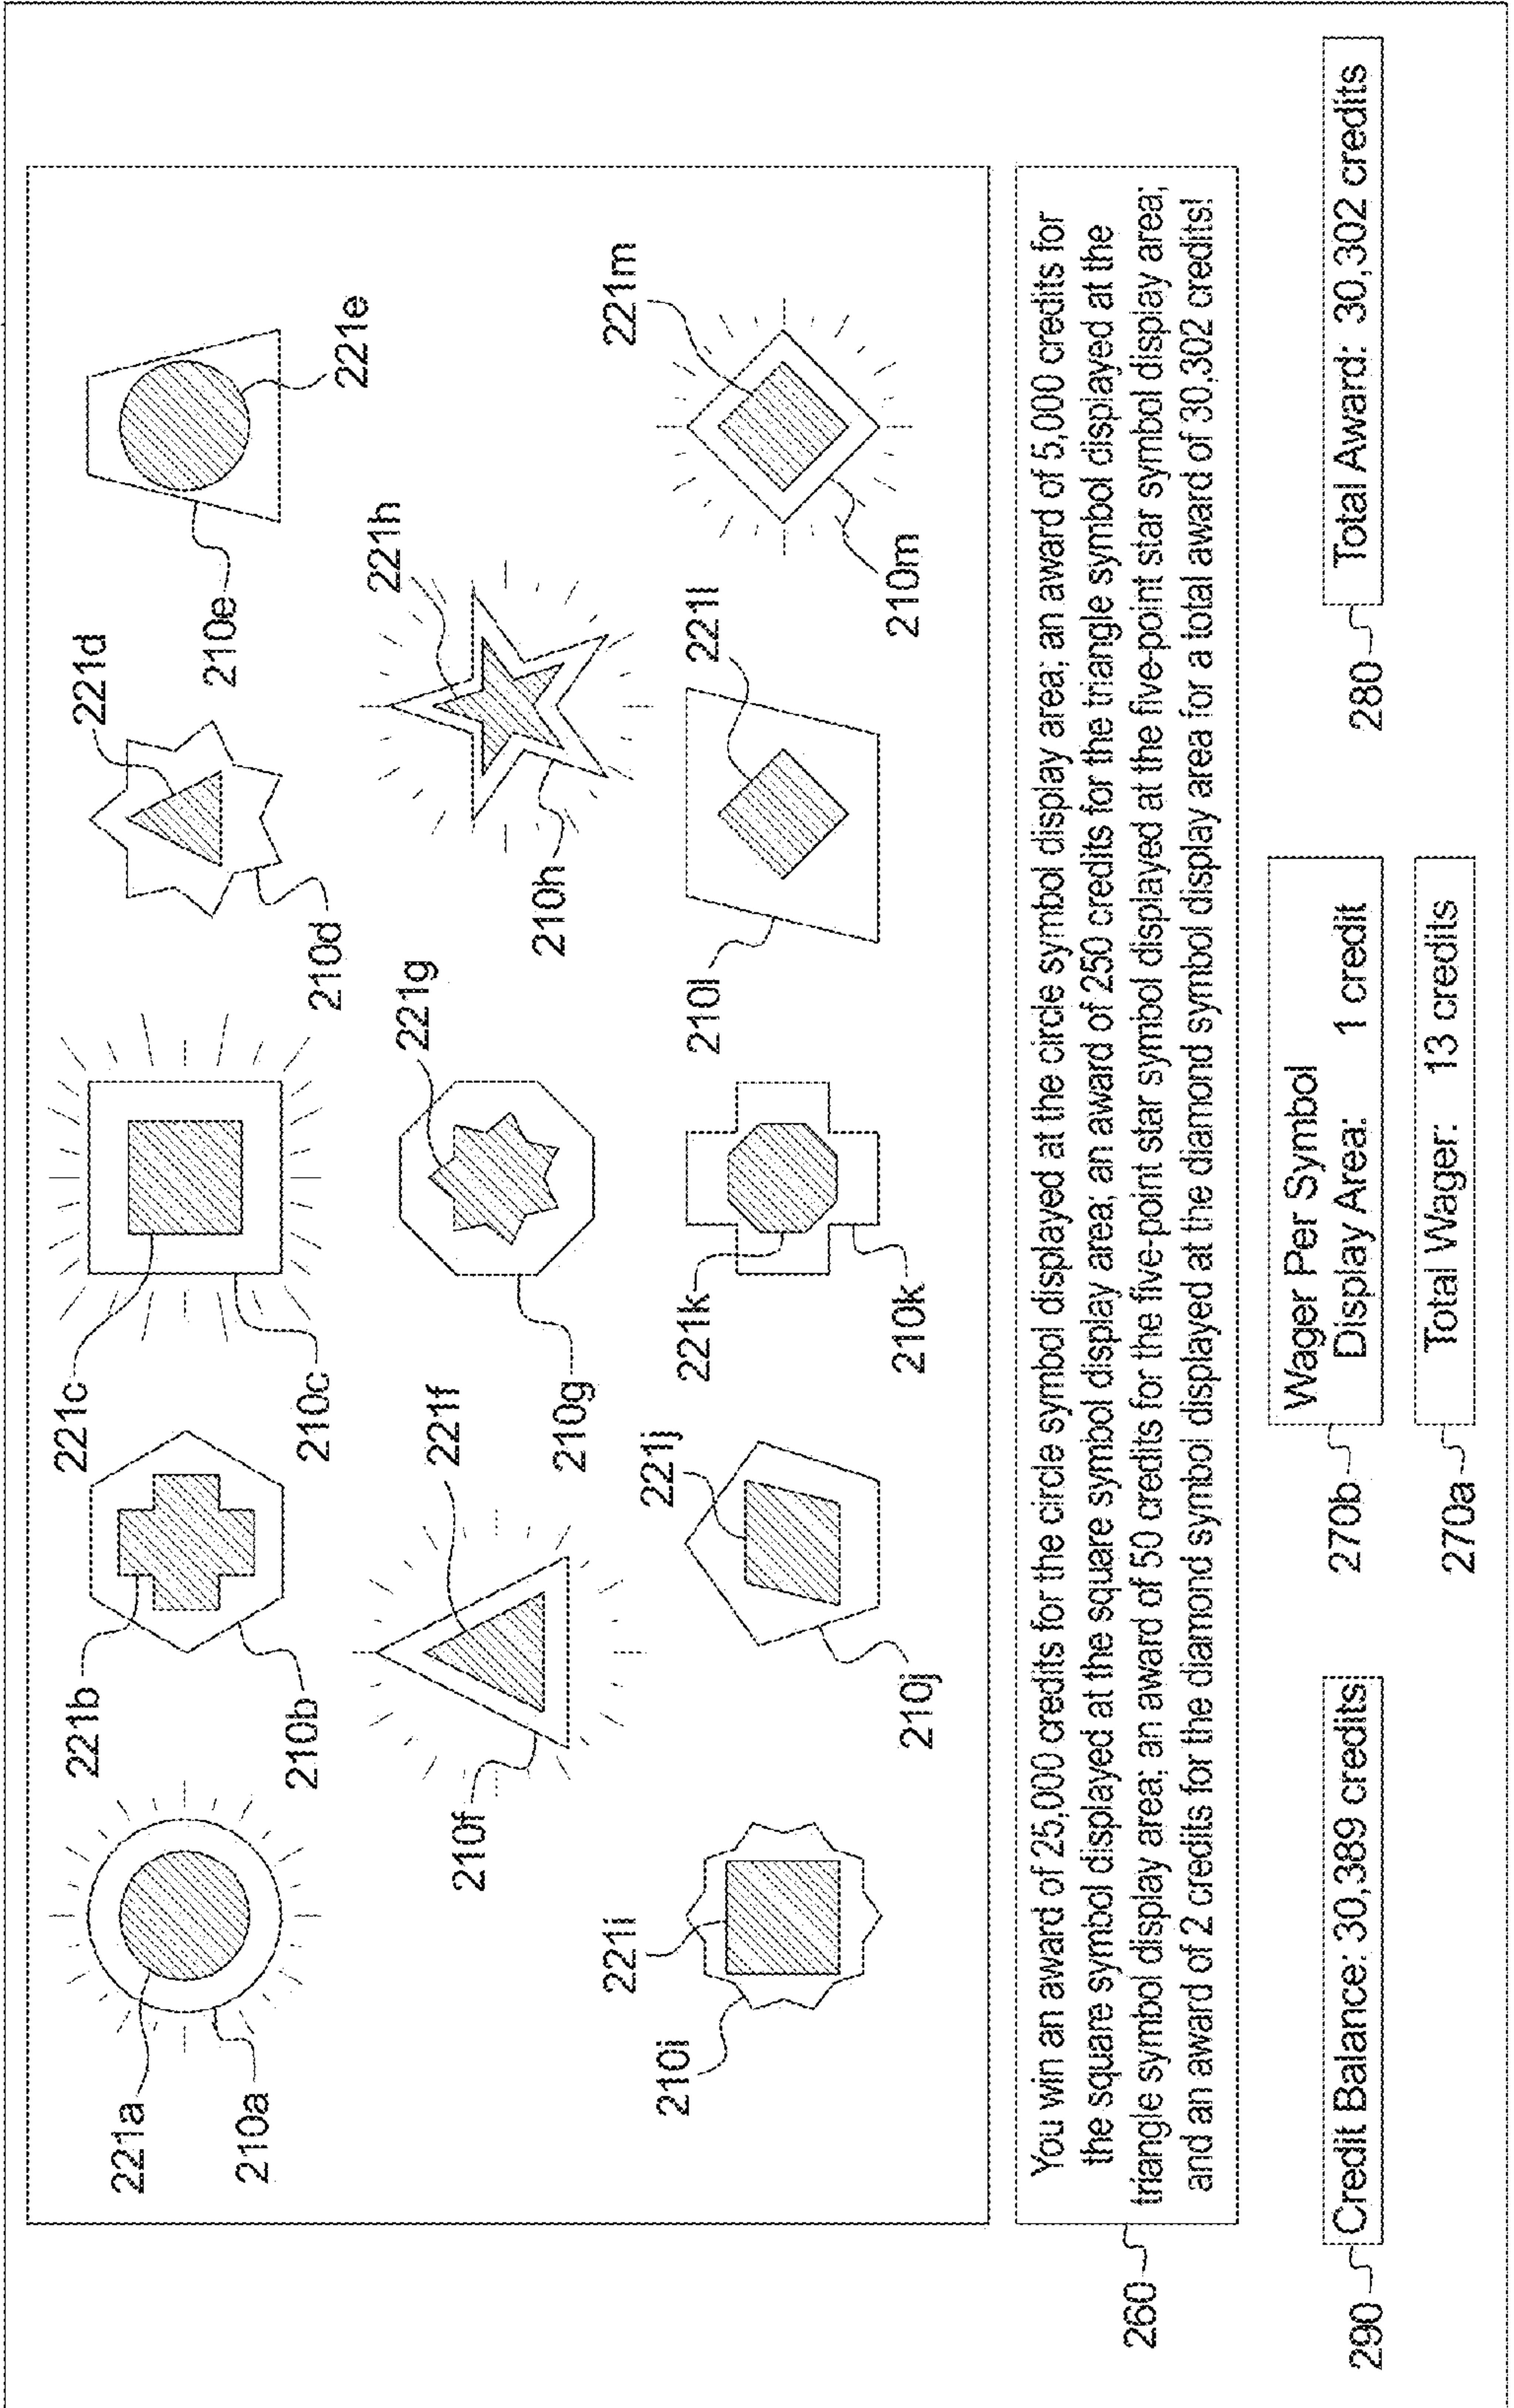 221a
210a
221b
210b
221c
210c
221d
210d
221e
210e
221f
210f
221g
210g
221h
210h
221i
210i
221j
210j
221k
210k
221l
210l
221m
210m
You win an award of 25,000 credits for the circle symbol displayed at the circle symbol display area; an award of 5,000 credits for
the square symbol displayed at the square symbol display area; an award of 250 credits for the triangle symbol displayed at the
triangle symbol display area; an award of 50 credits for the five-point star symbol displayed at the five-point star symbol display area;
and an award of 2 credits for the diamond symbol displayed at the diamond symbol display area for a total award of 30,302 credits!
260
Wager Per Symbol
Display Area: 1 credit
270b
290
Credit Balance: 30,389 credits
280
Total Award: 30,302 credits
Total Wager: 13 credits
270a